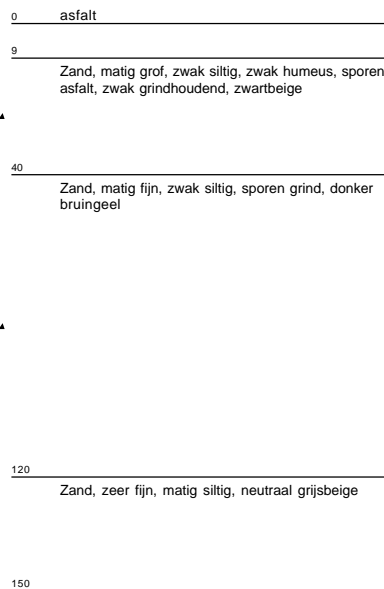 0 asfalt
9
Zand, matig grof, zwak siltig, zwak humeus, sporen
asfalt, zwak grindhoudend, zwartbeige
40
Zand, matig fijn, zwak siltig, sporen grind, donker
bruingeel
120
Zand, zeer fijn, matig siltig, neutraal grijsbeige
150